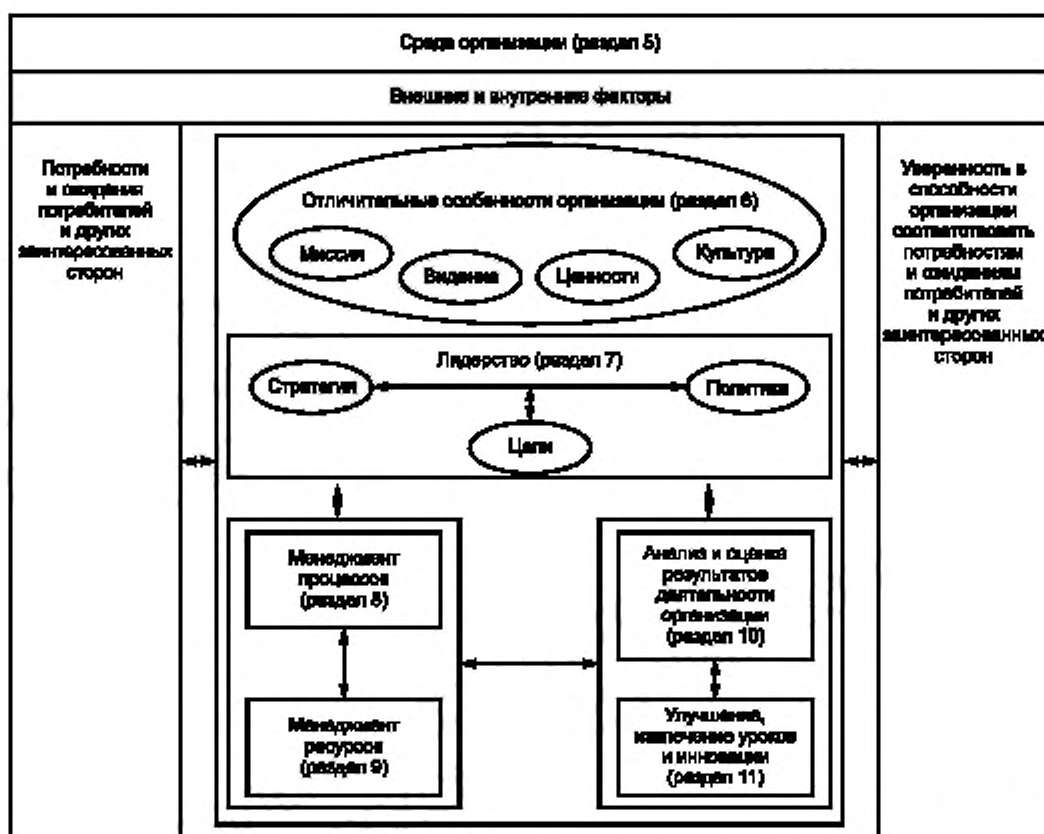 Среда организации (раздел 5)
Внешние и внутренние факторы
Потребности
и ожидания
потребителей
и других
заинтересованных
сторон
Отличительные особенности организации (раздел 6)
Миссия
Видение
Ценности
Культура
Лидерство (раздел 7)
Стратегия
Политика
Цели
Менеджмент
процессов
(раздел 8)
Менеджмент
ресурсов
(раздел 9)
Анализ и оценка
результатов
деятельности
организации
(раздел 10)
Улучшение,
извлечение уроков
и инновации
(раздел 11)
Уверенность в
способности
организации
соответствовать
потребностям
и ожиданиям
потребителей
и других
заинтересованных
сторон